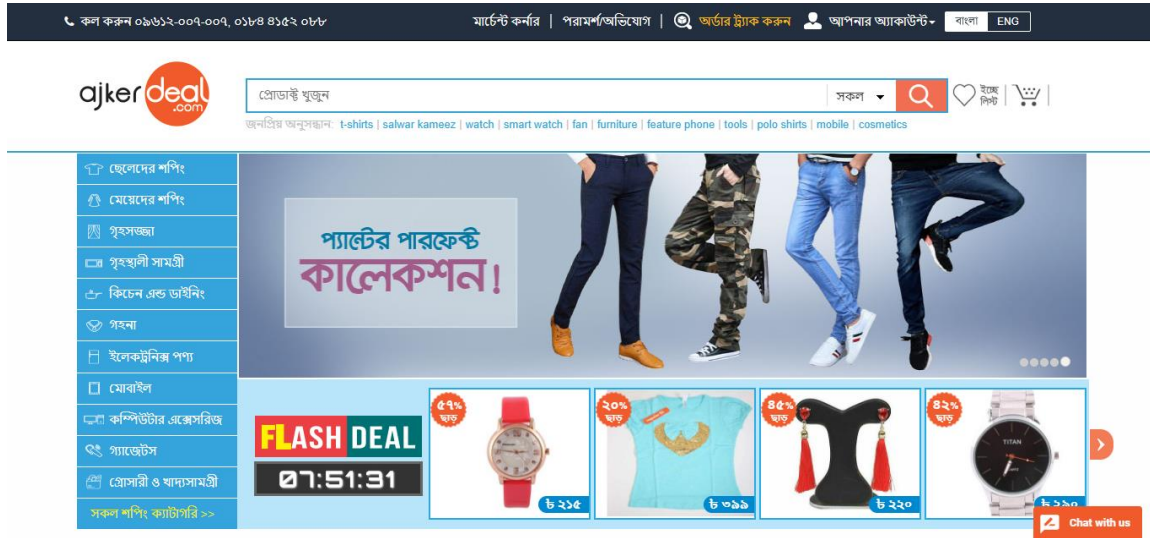 কল করুন ০৯৬১২-০০৭-০০৭, ০১৮৪ ৪১৫২ ০৮৮ মার্চেন্ট কর্নার | পরামর্শ/অভিযোগ | অর্ডার ট্র্যাক করুন আপনার অ্যাকাউন্ট বাংলা ENG
ajkerdeal.com
প্রোডাক্ট খুজুন সকল ইচ্ছে লিস্ট
জনপ্রিয় অনুসন্ধান: t-shirts | salwar kameez | watch | smart watch | fan | furniture | feature phone | tools | polo shirts | mobile | cosmetics
ছেলেদের শপিং
মেয়েদের শপিং
গৃহসজ্জা
গৃহস্থালী সামগ্রী
কিচেন এন্ড ডাইনিং
গহনা
ইলেকট্রনিক্স পণ্য
মোবাইল
কম্পিউটার এক্সেসরিজ
গ্যাজেটস
গ্রোসারী ও খাদ্যসামগ্রী
সকল শপিং ক্যাটাগরি >>
প্যান্টের পারফেক্ট
কালেকশন!
FLASH DEAL
07:51:31
৫৭% ছাড়
৳ ২১৫
২০% ছাড়
৳ ৩৯৯
৪৫% ছাড়
৳ ২২০
৪২% ছাড়
TITAN
৳ ২৯০
Chat with us